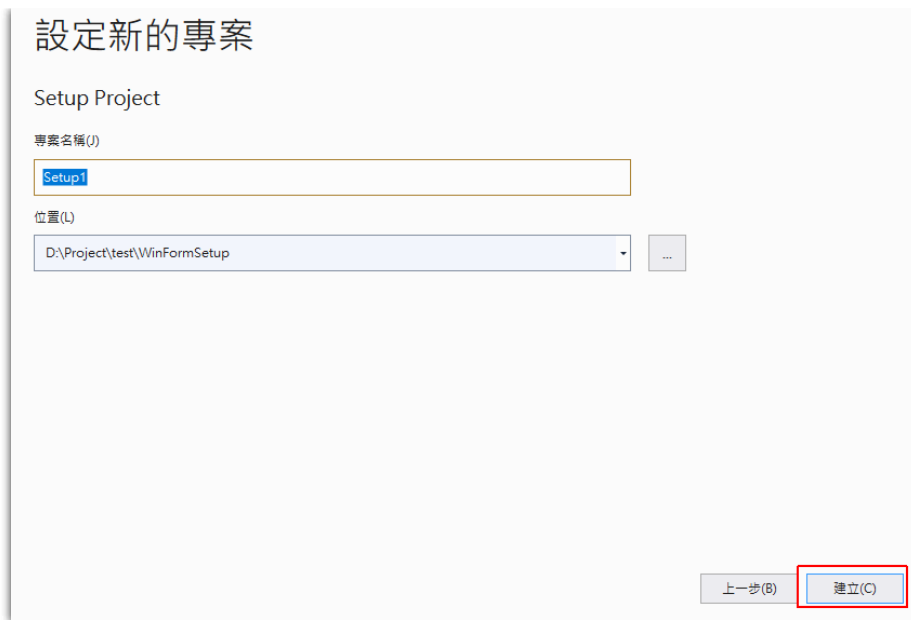 設定新的專案
Setup Project
專案名稱(J)
Setup1
位置(L)
D:\Project\test\WinFormSetup
...
上一步(B)
建立(C)